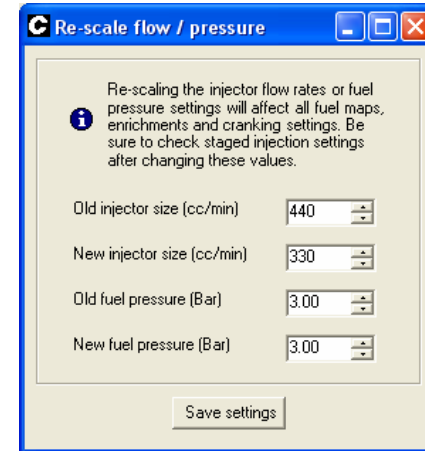 C Re-scale flow / pressure
Re-scaling the injector flow rates or fuel
pressure settings will affect all fuel maps,
enrichments and cranking settings. Be
sure to check staged injection settings
after changing these values.
Old injector size (cc/min) 440
New injector size (cc/min) 330
Old fuel pressure (Bar) 3.00
New fuel pressure (Bar) 3.00
Save settings